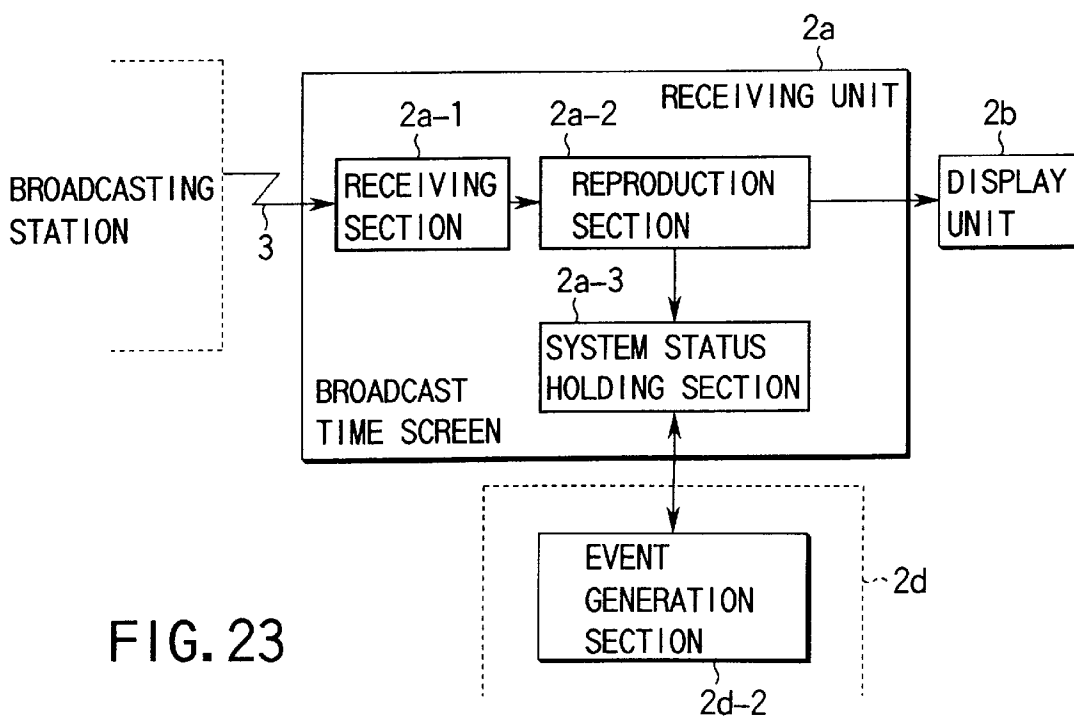 2a
RECEIVING UNIT
2a-1
2a-2
2b
BROADCASTING
STATION
3
RECEIVING
SECTION
REPRODUCTION
SECTION
DISPLAY
UNIT
2a-3
SYSTEM STATUS
HOLDING SECTION
BROADCAST
TIME SCREEN
EVENT
GENERATION
SECTION
2d
2d-2
FIG. 23